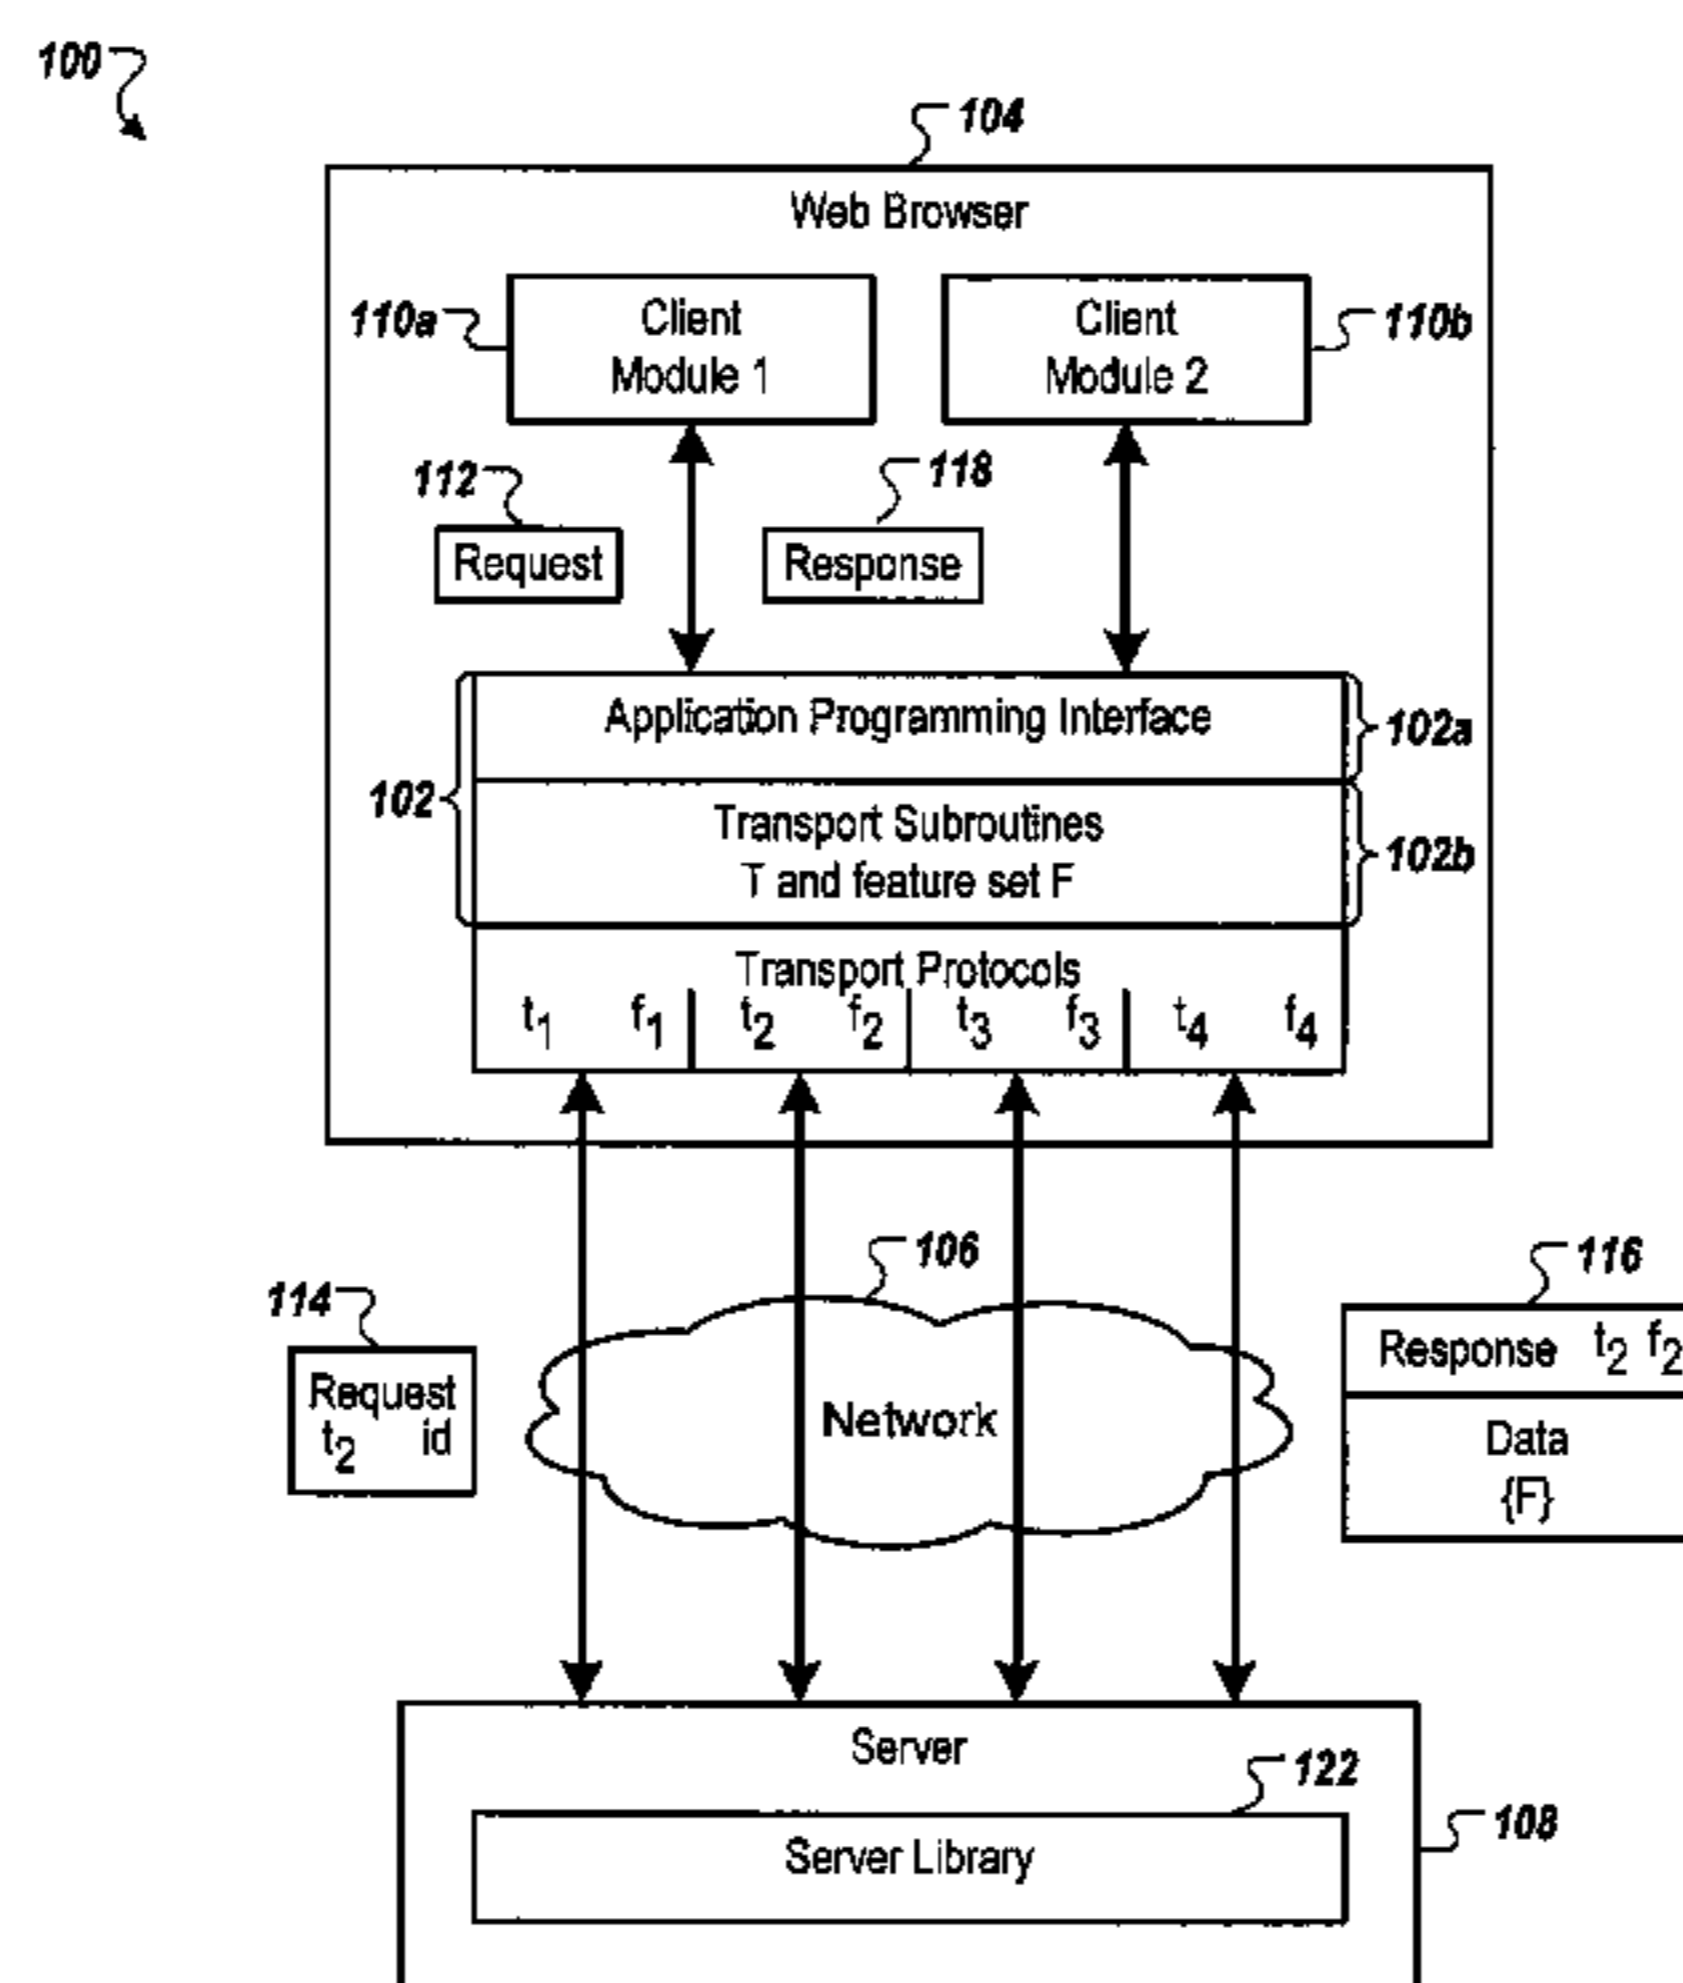 100
104
Web Browser
110a
Client
Module 1
Client
Module 2
110b
112
118
Request
Response
Application Programming Interface
102a
102
Transport Subroutines
T and feature set F
102b
Transport Protocols
t1 f1 t2 f2 t3 f3 t4 f4
106
116
114
Response t2 f2
Request
t2 id
Network
Data
{F}
Server
122
108
Server Library